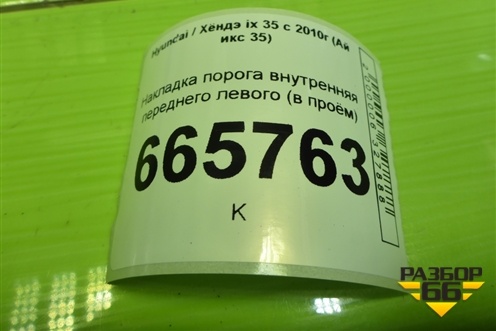 Hyundai / Хёндэ ix 35 с 2010г (Ай
икс 35)
Накладка порога внутренняя
переднего левого (в проём)
665763
К
РАЗБОР
66